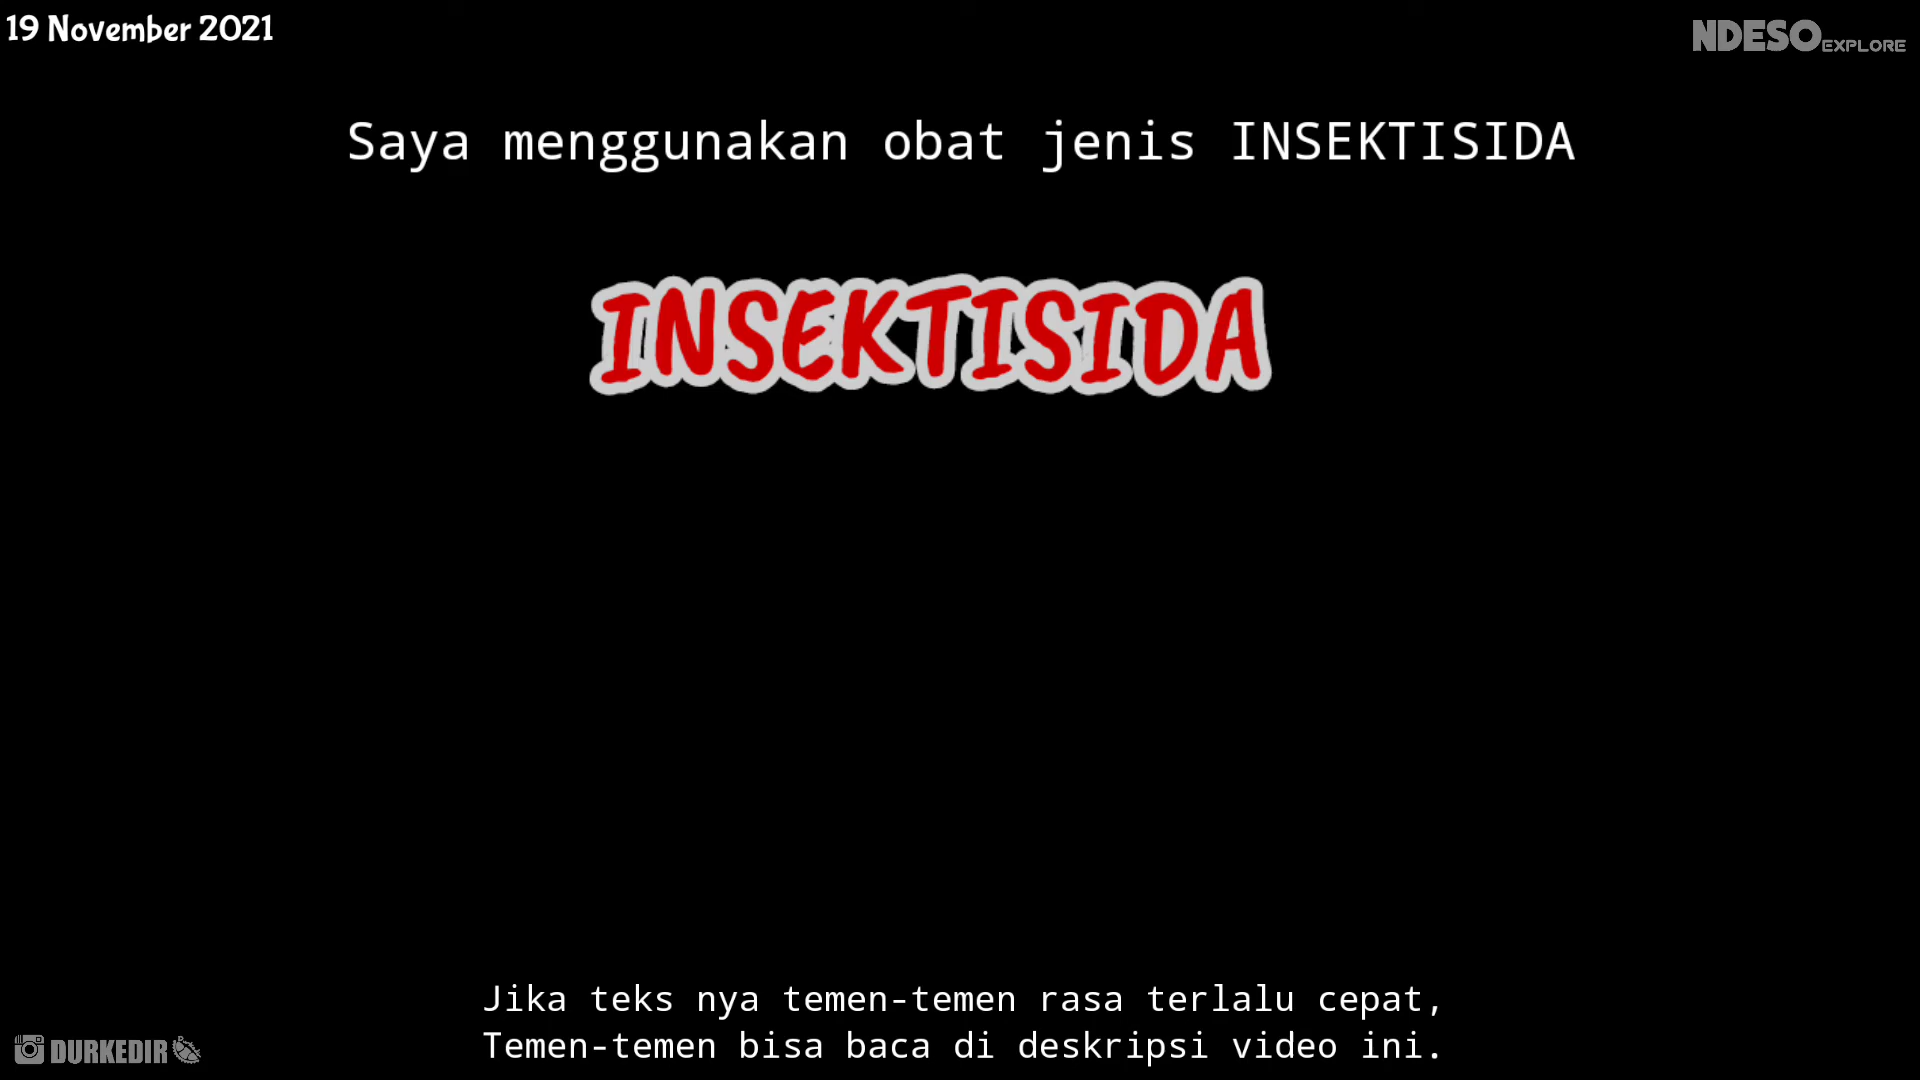 19 November 2021
NDESO EXPLORE
Saya menggunakan obat jenis INSEKTISIDA
INSEKTISIDA
Jika teks nya temen-temen rasa terlalu cepat,
Temen-temen bisa baca di deskripsi video ini.
DURKEDIR